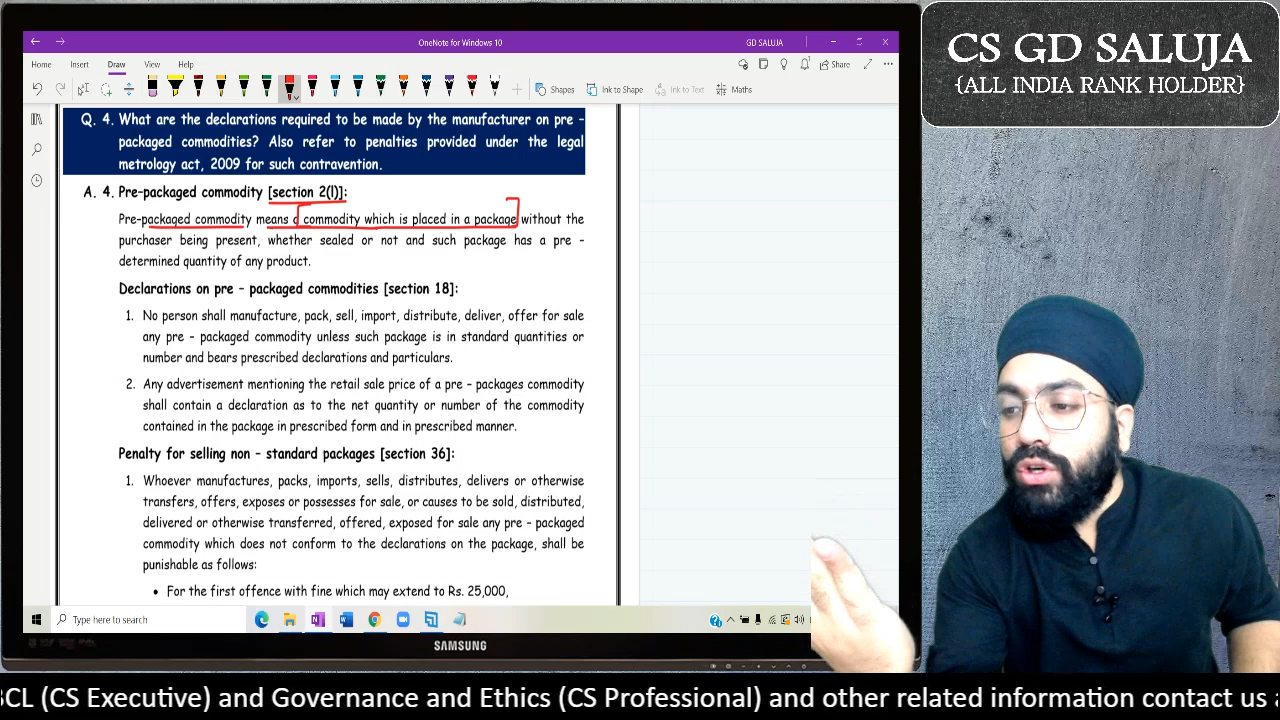 OneNote for Windows 10
GD SALUJA
Home
Insert
Draw
View
Help
Share
Shapes
Ink to Shape
Ink to Text
Maths
CS GD SALUJA
{ALL INDIA RANK HOLDER}
Q. 4. What are the declarations required to be made by the manufacturer on pre –
packaged commodities? Also refer to penalties provided under the legal
metrology act, 2009 for such contravention.
A. 4. Pre–packaged commodity [section 2(l)]:
Pre–packaged commodity means a commodity which is placed in a package without the
purchaser being present, whether sealed or not and such package has a pre –
determined quantity of any product.
Declarations on pre – packaged commodities [section 18]:
1. No person shall manufacture, pack, sell, import, distribute, deliver, offer for sale
any pre – packaged commodity unless such package is in standard quantities or
number and bears prescribed declarations and particulars.
2. Any advertisement mentioning the retail sale price of a pre – packages commodity
shall contain a declaration as to the net quantity or number of the commodity
contained in the package in prescribed form and in prescribed manner.
Penalty for selling non – standard packages [section 36]:
1. Whoever manufactures, packs, imports, sells, distributes, delivers or otherwise
transfers, offers, exposes or possesses for sale, or causes to be sold, distributed,
delivered or otherwise transferred, offered, exposed for sale any pre – packaged
commodity which does not conform to the declarations on the package, shall be
punishable as follows:
• For the first offence with fine which may extend to Rs. 25,000,
Type here to search
SAMSUNG
BCL (CS Executive) and Governance and Ethics (CS Professional) and other related information contact us